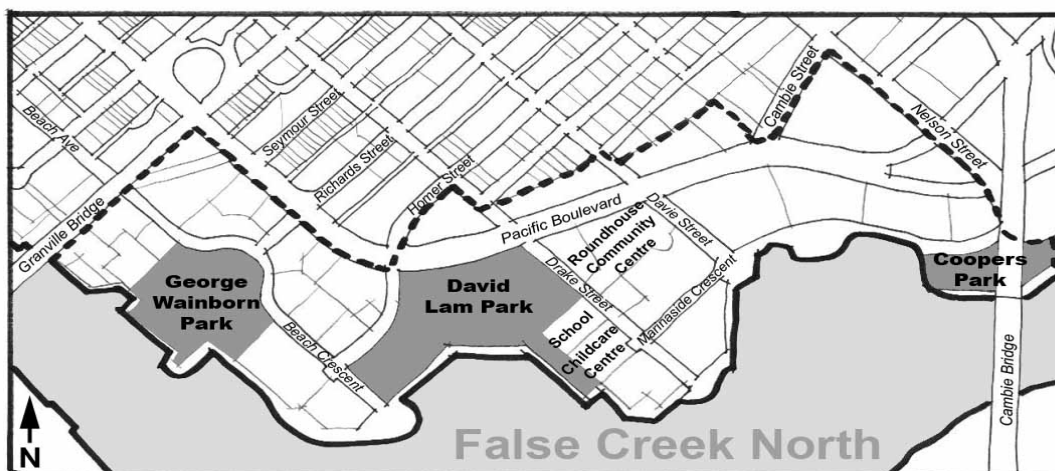 Beach Ave
Granville Bridge
Seymour Street
Richards Street
Homer Street
Cambie Street
Nelson Street
Pacific Boulevard
Davie Street
Drake Street
Roundhouse
Community
Centre
Marinaside Crescent
School
Childcare
Centre
George
Wainborn
Park
David
Lam Park
Coopers
Park
Beach Crescent
Cambie Bridge
False Creek North
N